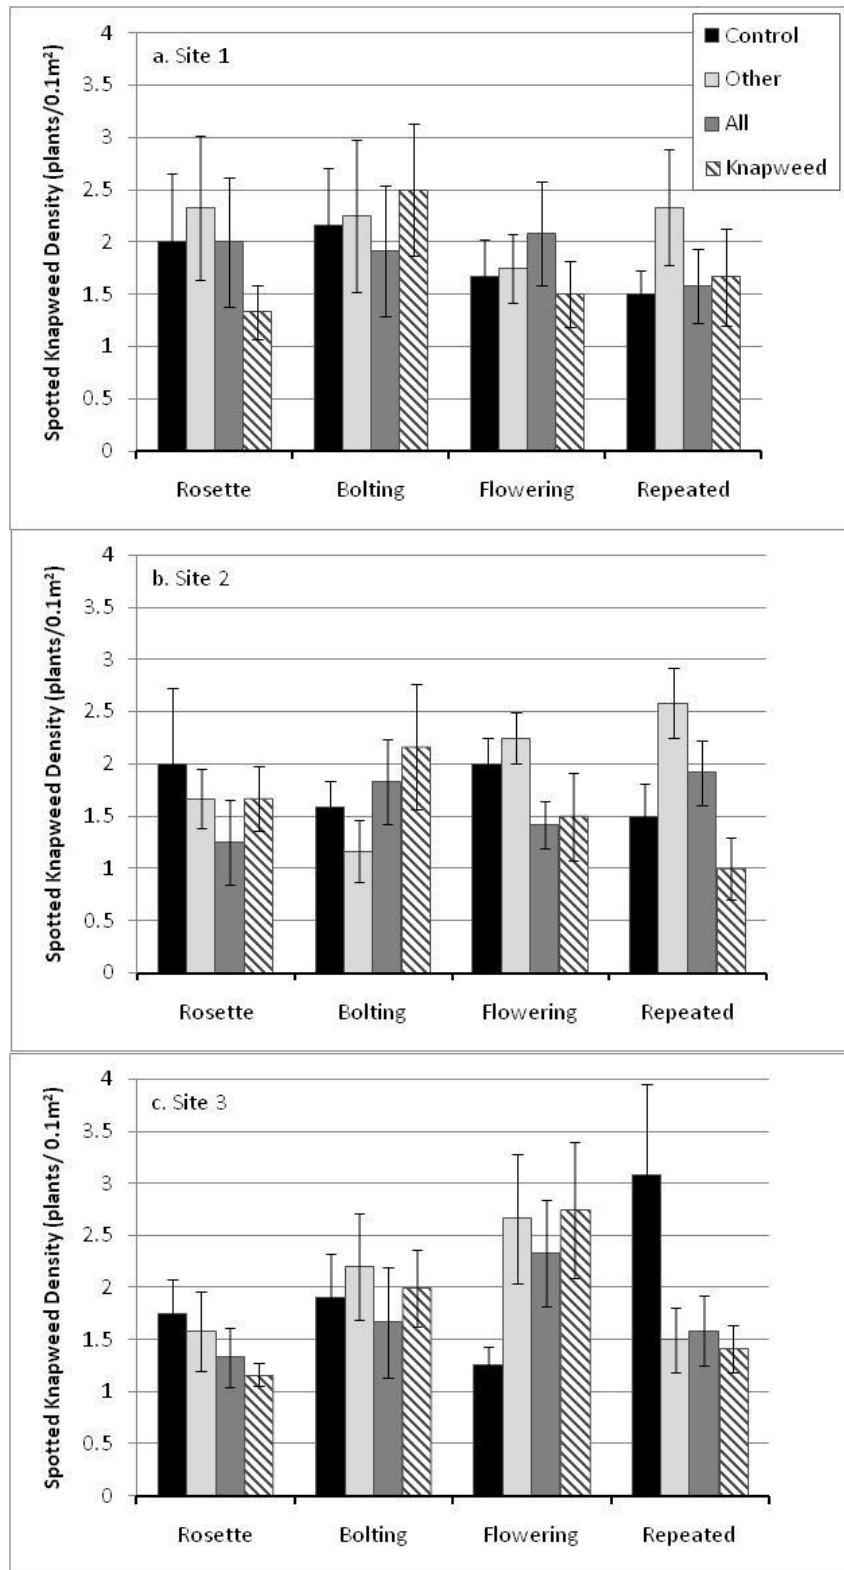 a. Site 1
Control
Other
All
Knapweed
Spotted Knapweed Density (plants/0.1m²)
4
3.5
3
2.5
2
1.5
1
0.5
0
Rosette Bolting Flowering Repeated
b. Site 2
Spotted Knapweed Density (plants/0.1m²)
4
3.5
3
2.5
2
1.5
1
0.5
0
Rosette Bolting Flowering Repeated
c. Site 3
Spotted Knapweed Density (plants/ 0.1m²)
4
3.5
3
2.5
2
1.5
1
0.5
0
Rosette Bolting Flowering Repeated